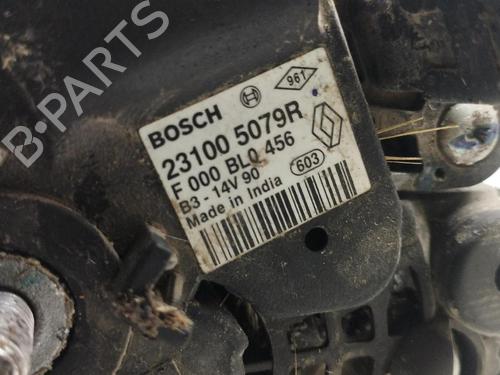 B-PARTS
BOSCH
961
23100 5079R
F 000 BL0 456
B3 - 14V 90
603
Made in India